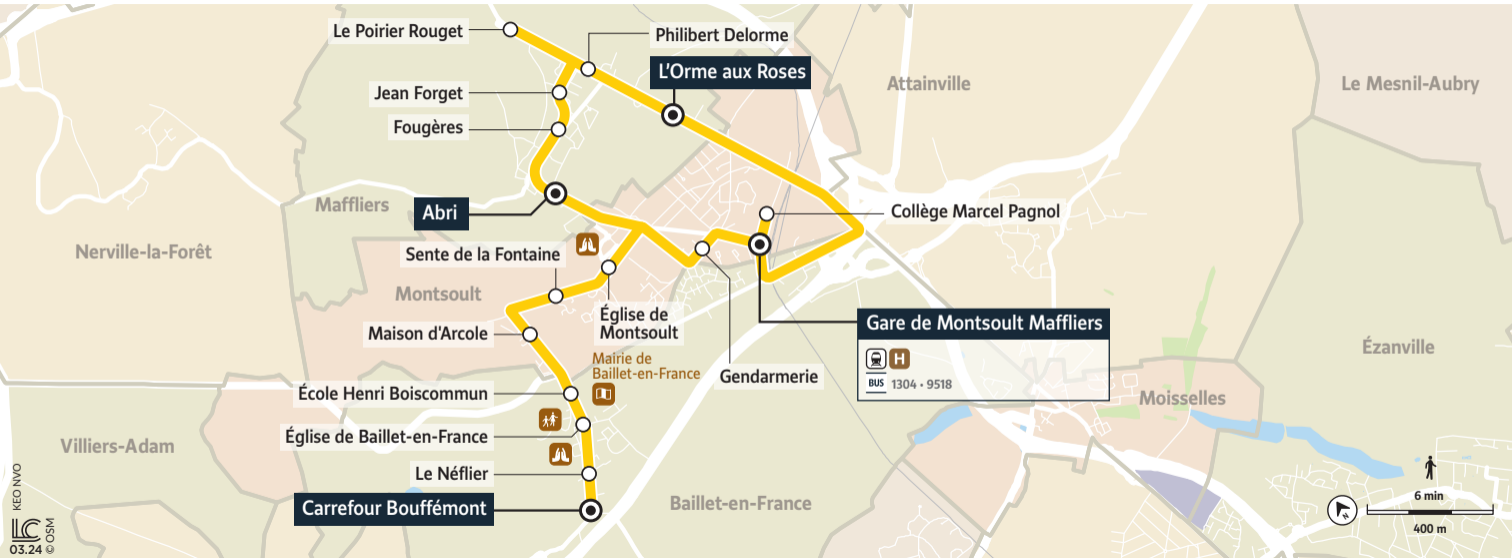 Le Poirier Rouget
Philibert Delorme
L'Orme aux Roses
Attainville
Le Mesnil-Aubry
Jean Forget
Fougères
Maffliers
Abri
Collège Marcel Pagnol
Nerville-la-Forêt
Sente de la Fontaine
Montsoult
Église de
Montsoult
Gare de Montsoult Maffliers
H
BUS 1304 • 9518
Maison d'Arcole
Mairie de
Baillet-en-France
Gendarmerie
Ézanville
École Henri Boiscommun
Moisselles
Église de Baillet-en-France
Villiers-Adam
Le Néflier
Carrefour Bouffémont
Baillet-en-France
6 min
400 m
N
KEO NVO
LC
03.24 © OSM